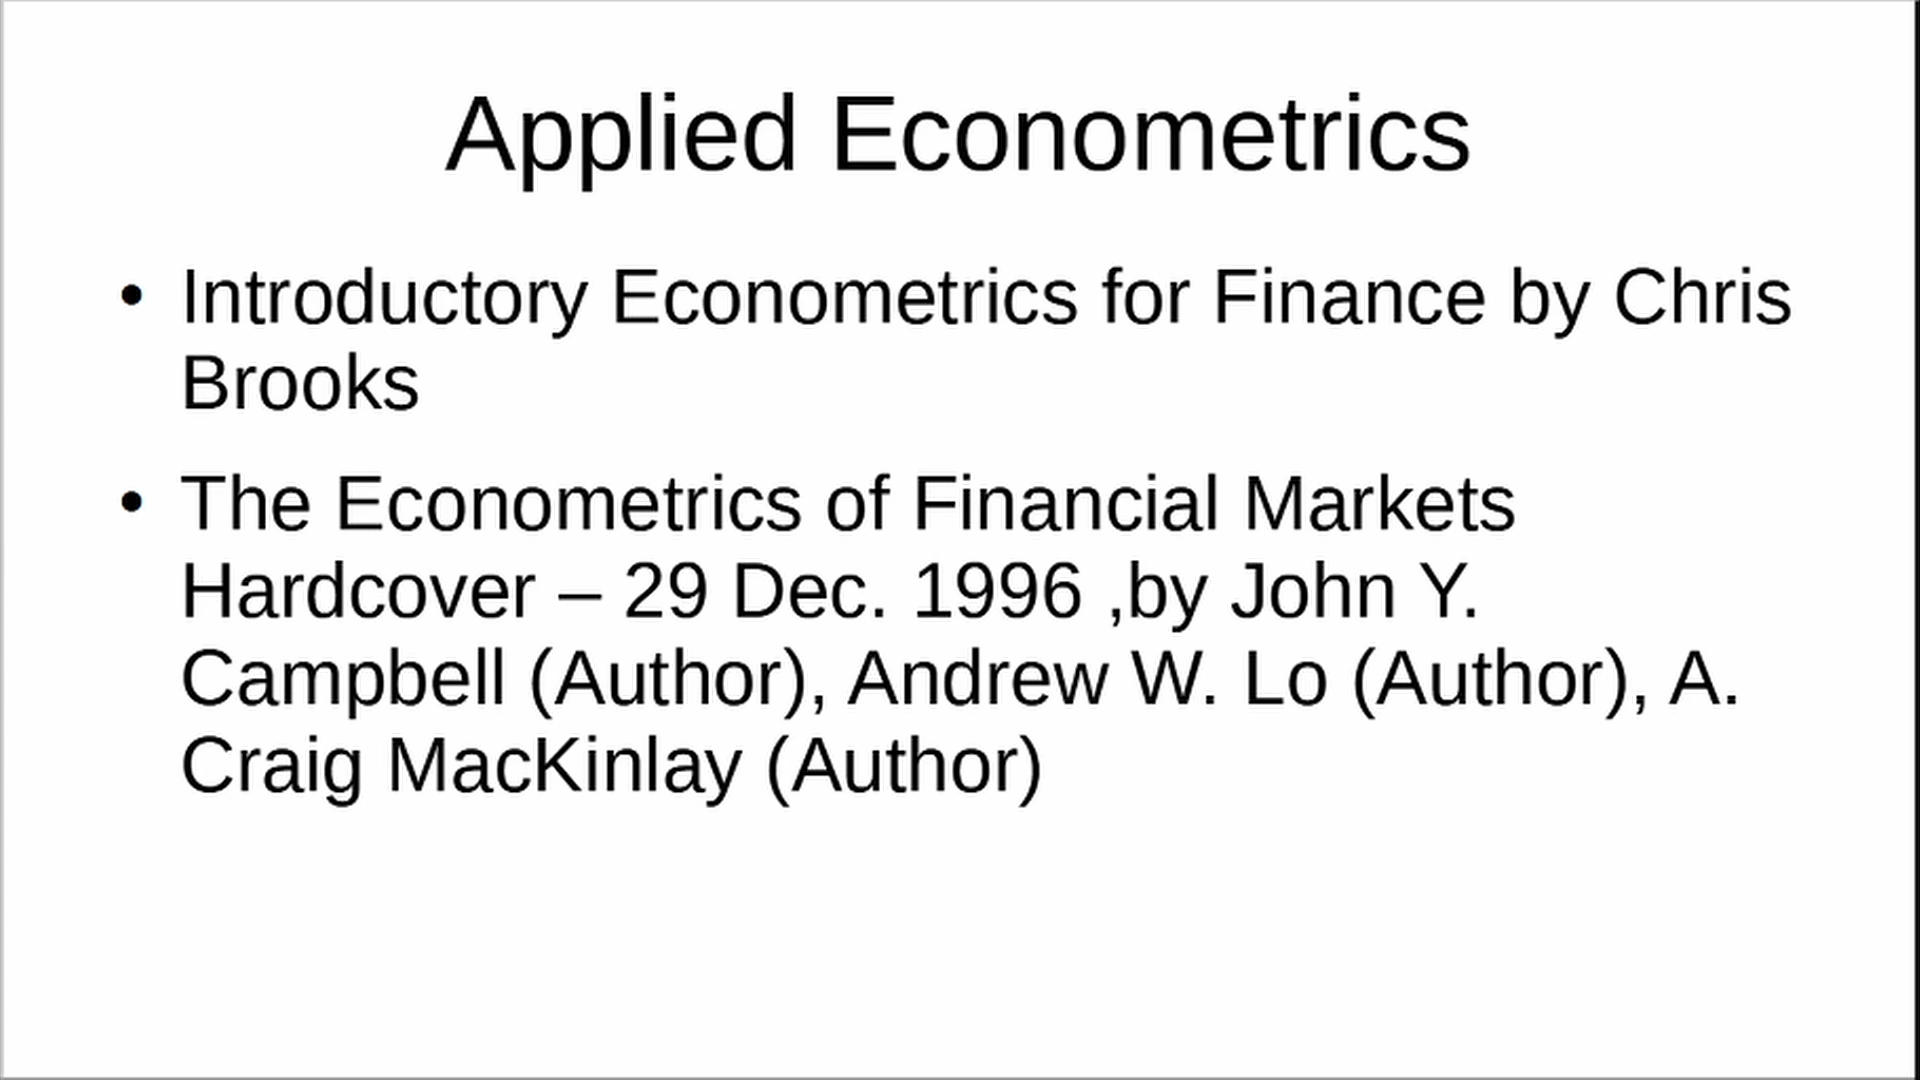 Applied Econometrics
• Introductory Econometrics for Finance by Chris
Brooks
• The Econometrics of Financial Markets
Hardcover – 29 Dec. 1996 ,by John Y.
Campbell (Author), Andrew W. Lo (Author), A.
Craig MacKinlay (Author)